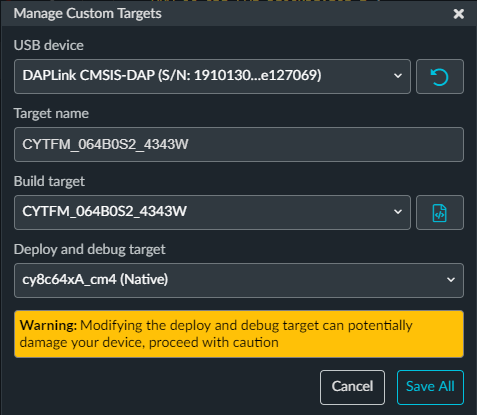 Manage Custom Targets
USB device
DAPLink CMSIS-DAP (S/N: 1910130...e127069)
Target name
CYTFM_064B0S2_4343W
Build target
CYTFM_064B0S2_4343W
Deploy and debug target
cy8c64xA_cm4 (Native)
Warning: Modifying the deploy and debug target can potentially
damage your device, proceed with caution
Cancel
Save All